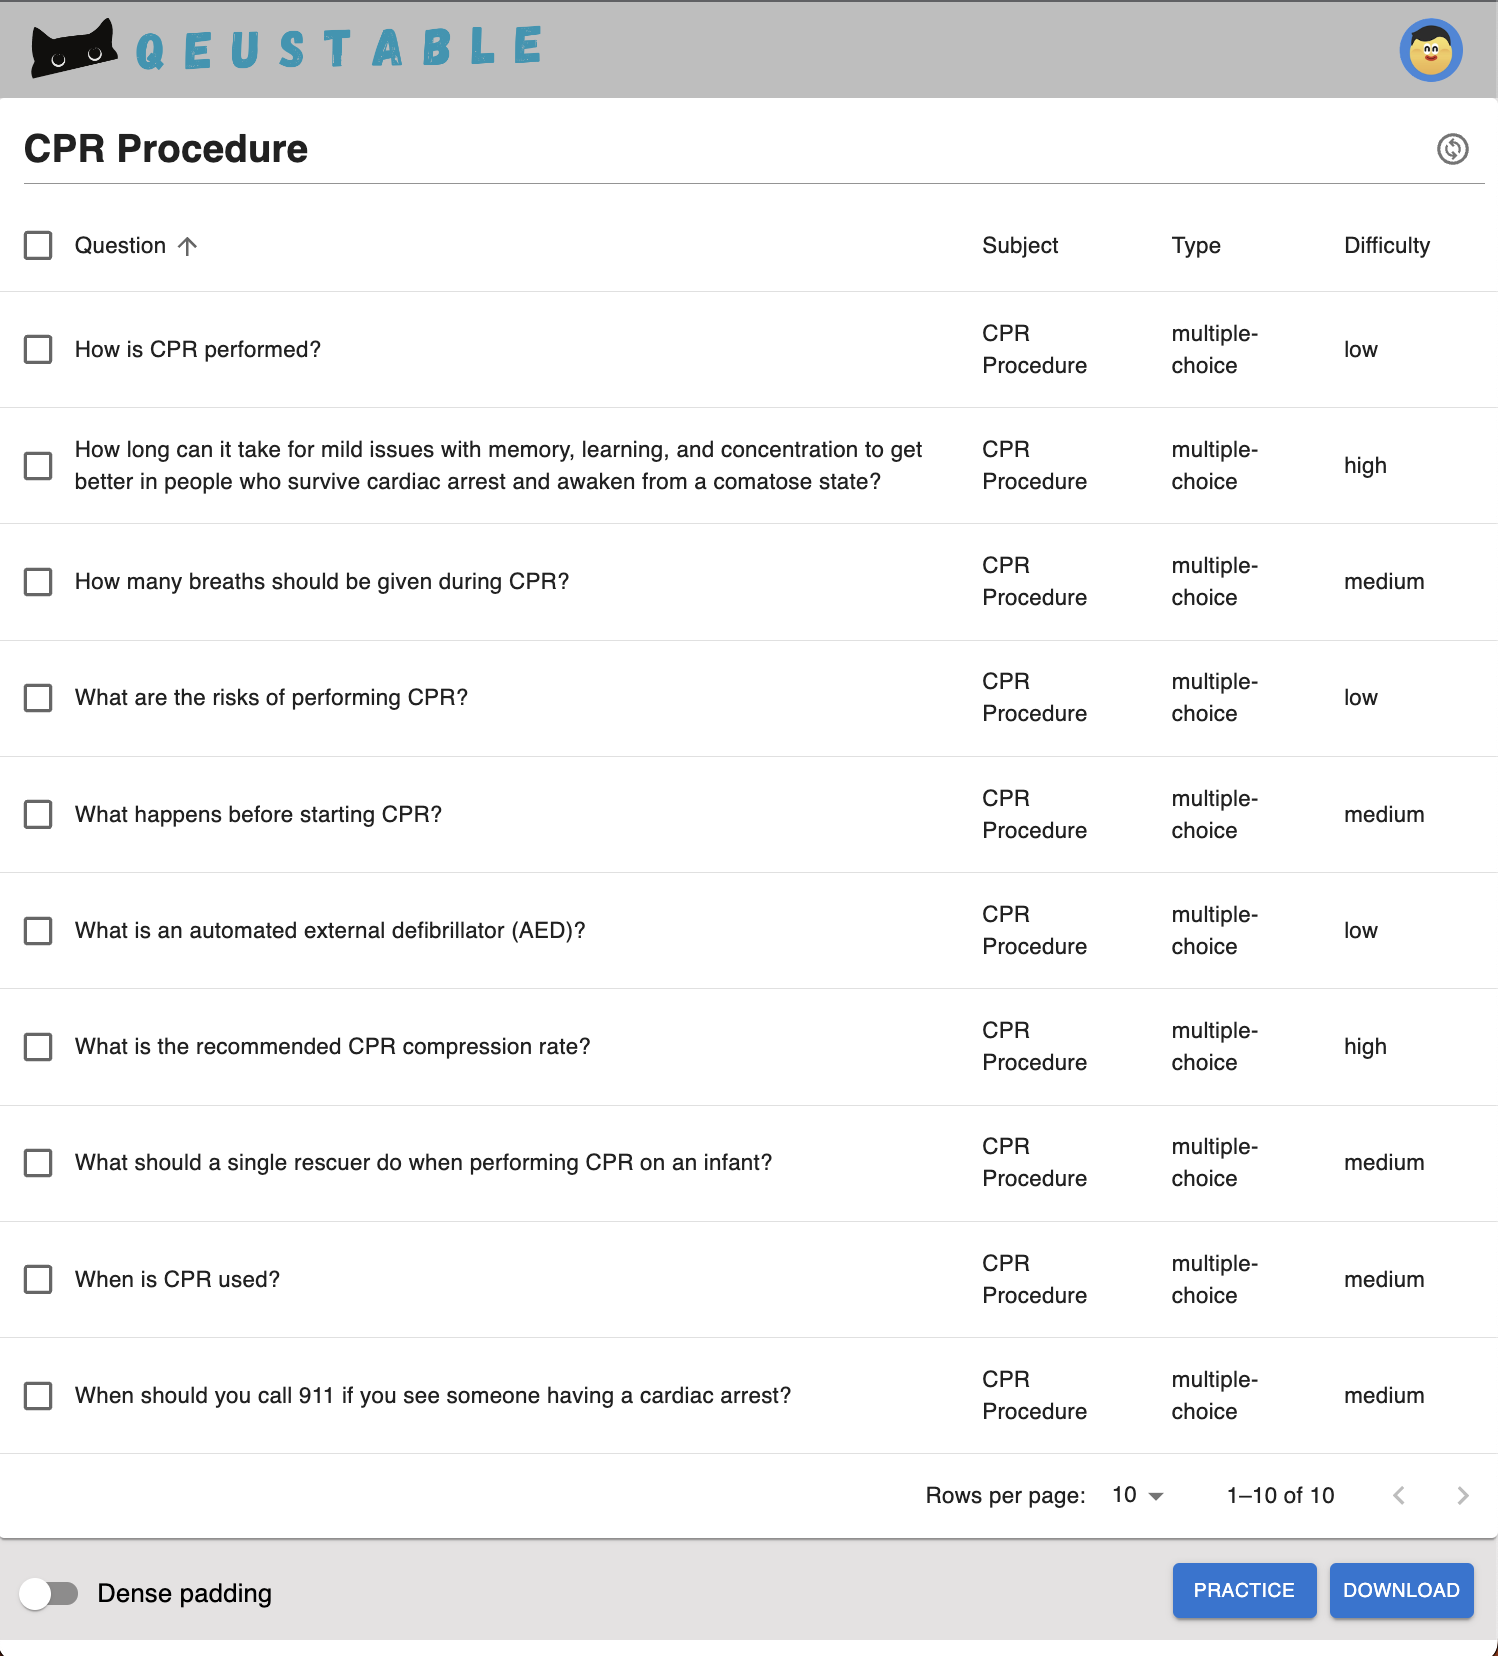 QEUSTABLE
CPR Procedure
Question Subject Type Difficulty
How is CPR performed? CPR Procedure multiple-choice low
How long can it take for mild issues with memory, learning, and concentration to get
better in people who survive cardiac arrest and awaken from a comatose state? CPR Procedure multiple-choice high
How many breaths should be given during CPR? CPR Procedure multiple-choice medium
What are the risks of performing CPR? CPR Procedure multiple-choice low
What happens before starting CPR? CPR Procedure multiple-choice medium
What is an automated external defibrillator (AED)? CPR Procedure multiple-choice low
What is the recommended CPR compression rate? CPR Procedure multiple-choice high
What should a single rescuer do when performing CPR on an infant? CPR Procedure multiple-choice medium
When is CPR used? CPR Procedure multiple-choice medium
When should you call 911 if you see someone having a cardiac arrest? CPR Procedure multiple-choice medium
Rows per page: 10 1–10 of 10
Dense padding PRACTICE DOWNLOAD